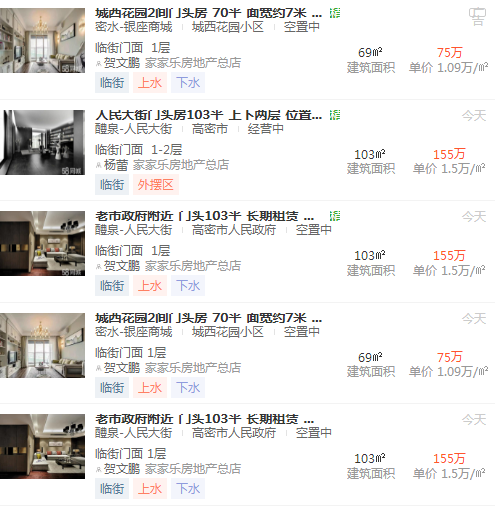 城西花园2间门头房 70平 面宽约7米 ...
广告
密水-银座商城 城西花园小区 空置中
临街门面 1层
69㎡ 75万
贺文鹏 家家乐房地产总店
建筑面积 单价 1.09万/㎡
临街 上水 下水
人民大街门头房103平 上下两层 位置...
今天
醴泉-人民大街 高密市 经营中
临街门面 1-2层
103㎡ 155万
杨蕾 家家乐房地产总店
建筑面积 单价 1.5万/㎡
临街 外摆区
老市政府附近 门头103平 长期租赁 ...
今天
醴泉-人民大街 高密市人民政府 空置中
临街门面 1层
103㎡ 155万
贺文鹏 家家乐房地产总店
建筑面积 单价 1.5万/㎡
临街 上水 下水
城西花园2间门头房 70平 面宽约7米 ...
今天
密水-银座商城 城西花园小区 空置中
临街门面 1层
69㎡ 75万
贺文鹏 家家乐房地产总店
建筑面积 单价 1.09万/㎡
临街 上水 下水
老市政府附近 门头103平 长期租赁 ...
今天
醴泉-人民大街 高密市人民政府 空置中
临街门面 1层
103㎡ 155万
贺文鹏 家家乐房地产总店
建筑面积 单价 1.5万/㎡
临街 上水 下水